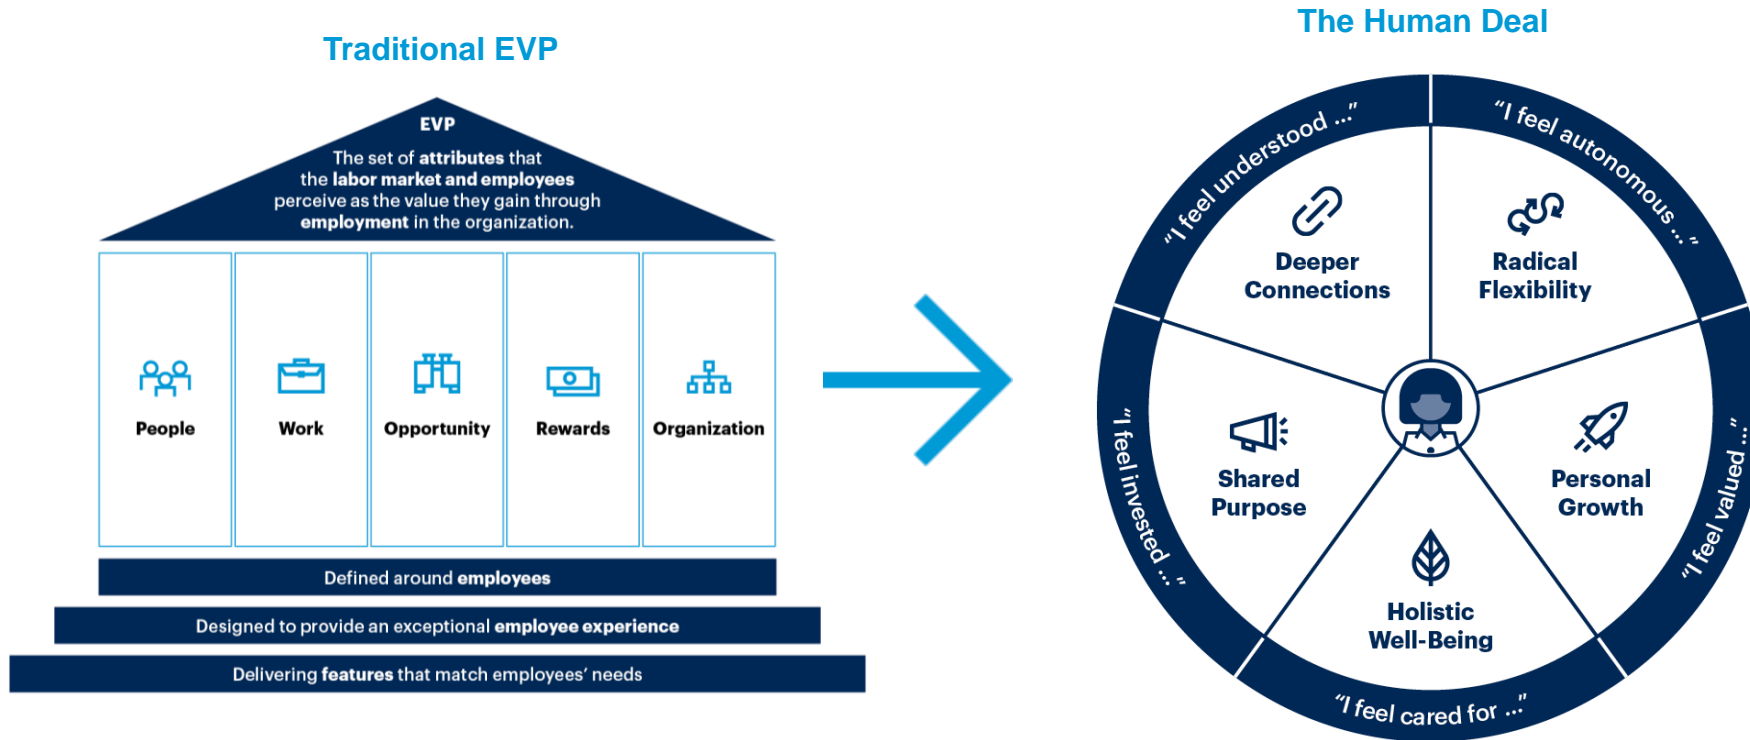 Traditional EVP
EVP
The set of attributes that
the labor market and employees
perceive as the value they gain through
employment in the organization.
People
Work
Opportunity
Rewards
Organization
Defined around employees
Designed to provide an exceptional employee experience
Delivering features that match employees’ needs
The Human Deal
“I feel understood ...”
“I feel autonomous ...”
Deeper
Connections
Radical
Flexibility
“I feel invested ...”
Shared
Purpose
Personal
Growth
“I feel valued ...”
Holistic
Well-Being
“I feel cared for ...”